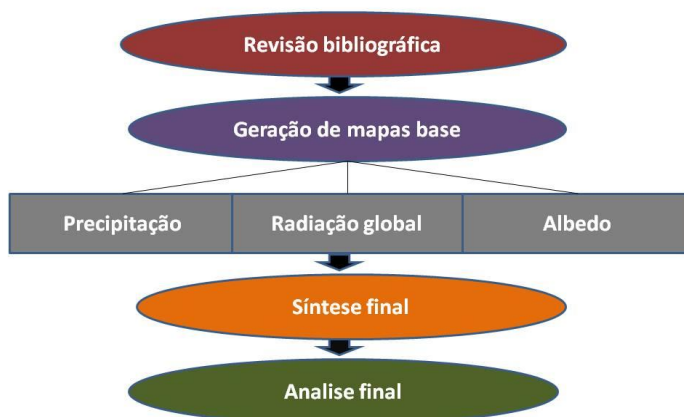 Revisão bibliográfica
Geração de mapas base
Precipitação
Radiação global
Albedo
Síntese final
Analise final